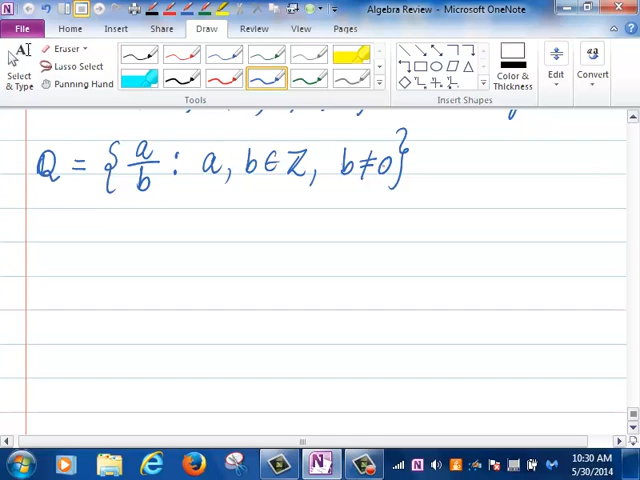 Algebra Review - Microsoft OneNote
File Home Insert Share Draw Review View Pages
Select & Type
Eraser
Lasso Select
Panning Hand
Color & Thickness
Edit
Convert
Tools
Insert Shapes
ℚ = { a/b : a, b ∈ ℤ, b ≠ 0 }
10:30 AM
5/30/2014